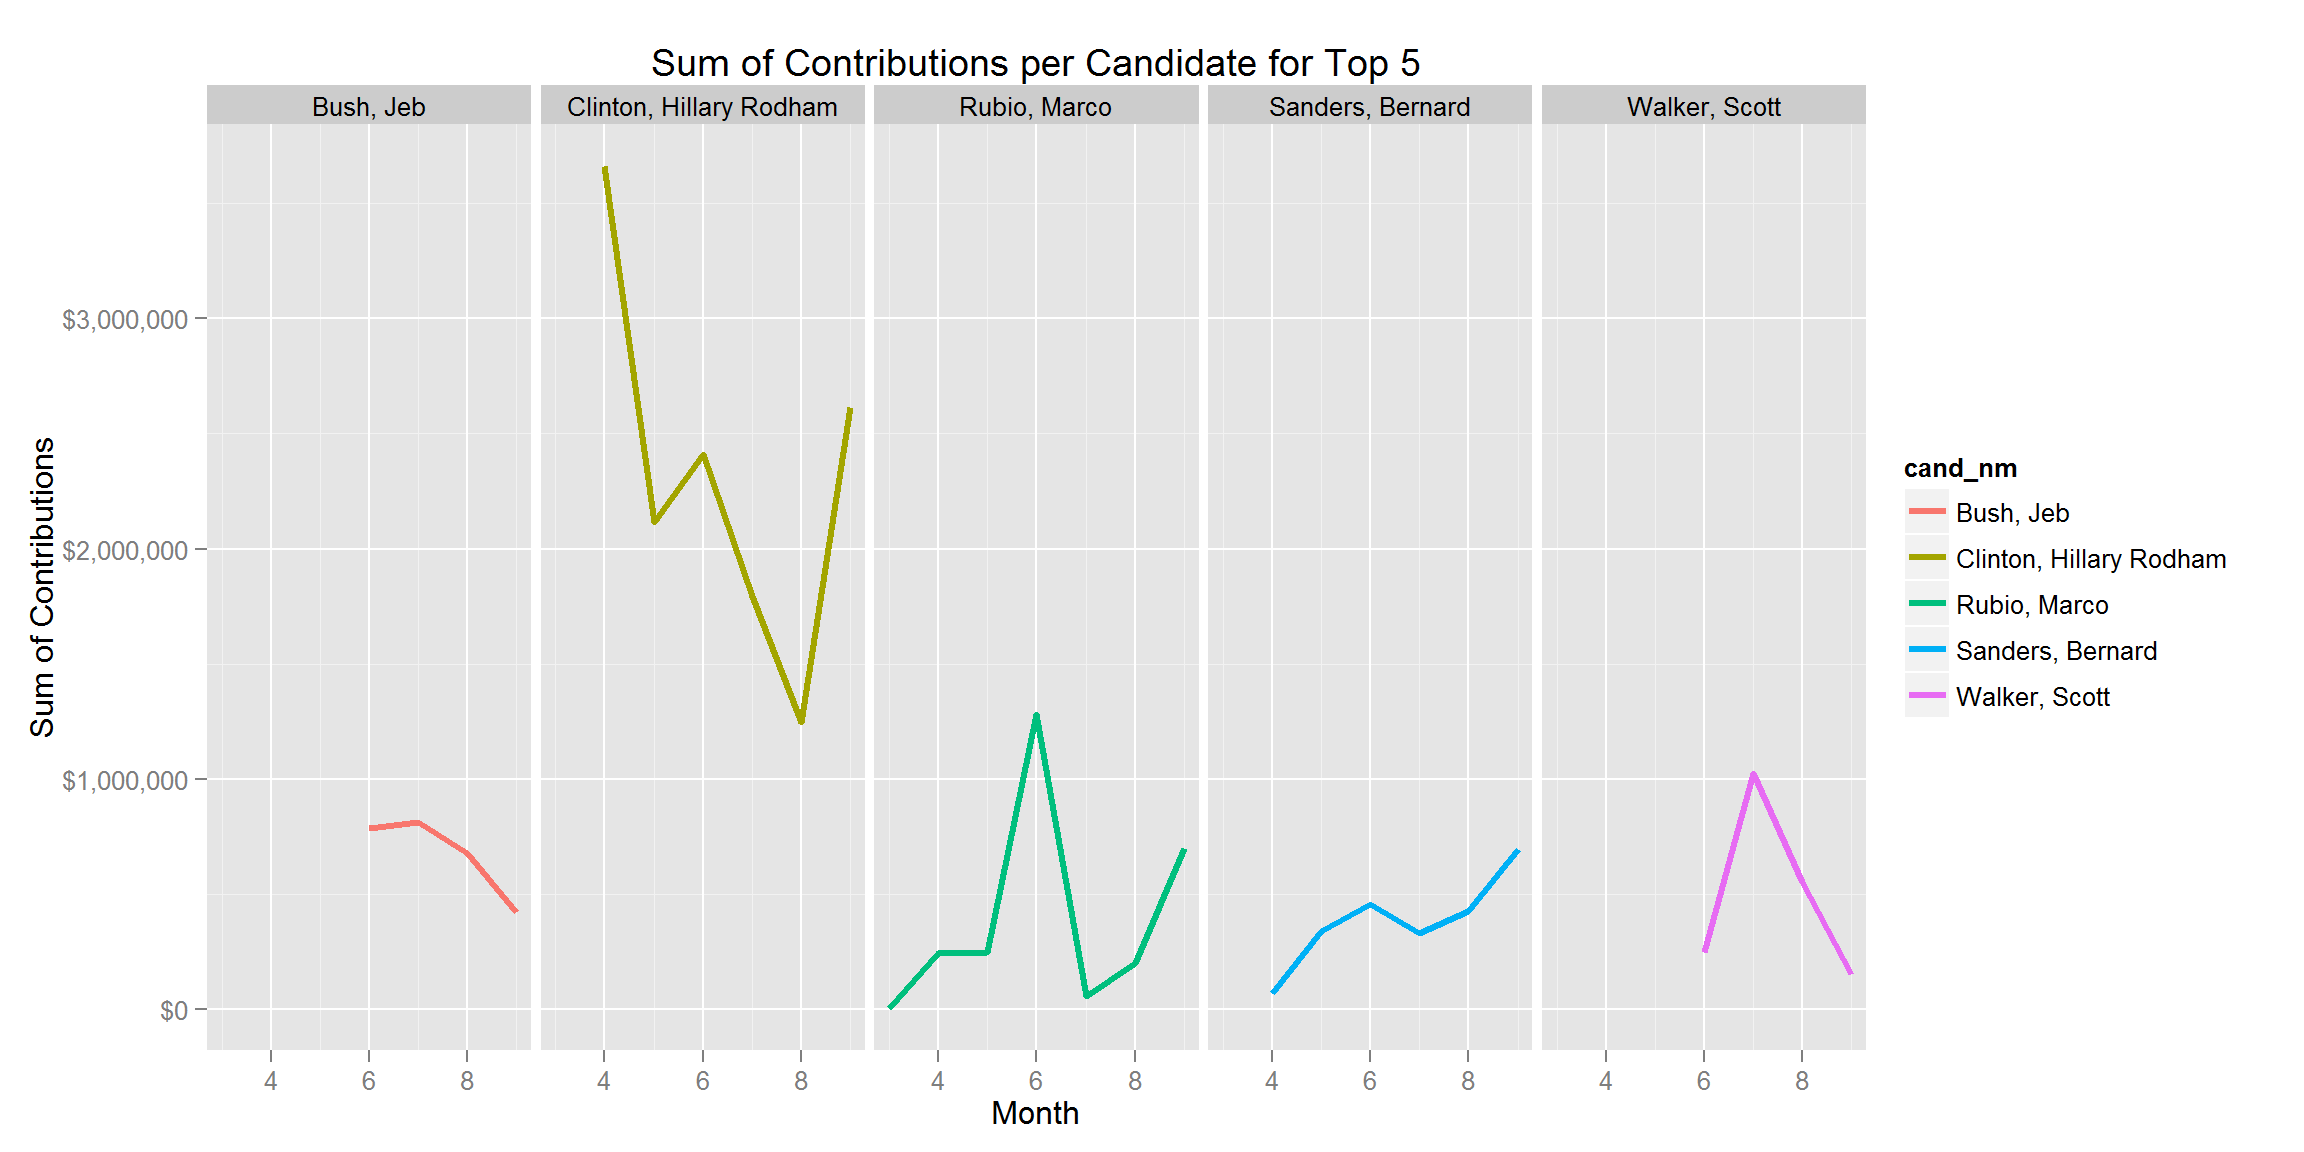 Sum of Contributions per Candidate for Top 5
Bush, Jeb
Clinton, Hillary Rodham
Rubio, Marco
Sanders, Bernard
Walker, Scott
Sum of Contributions
$3,000,000
$2,000,000
$1,000,000
$0
4 6 8
4 6 8
4 6 8
4 6 8
4 6 8
Month
cand_nm
Bush, Jeb
Clinton, Hillary Rodham
Rubio, Marco
Sanders, Bernard
Walker, Scott